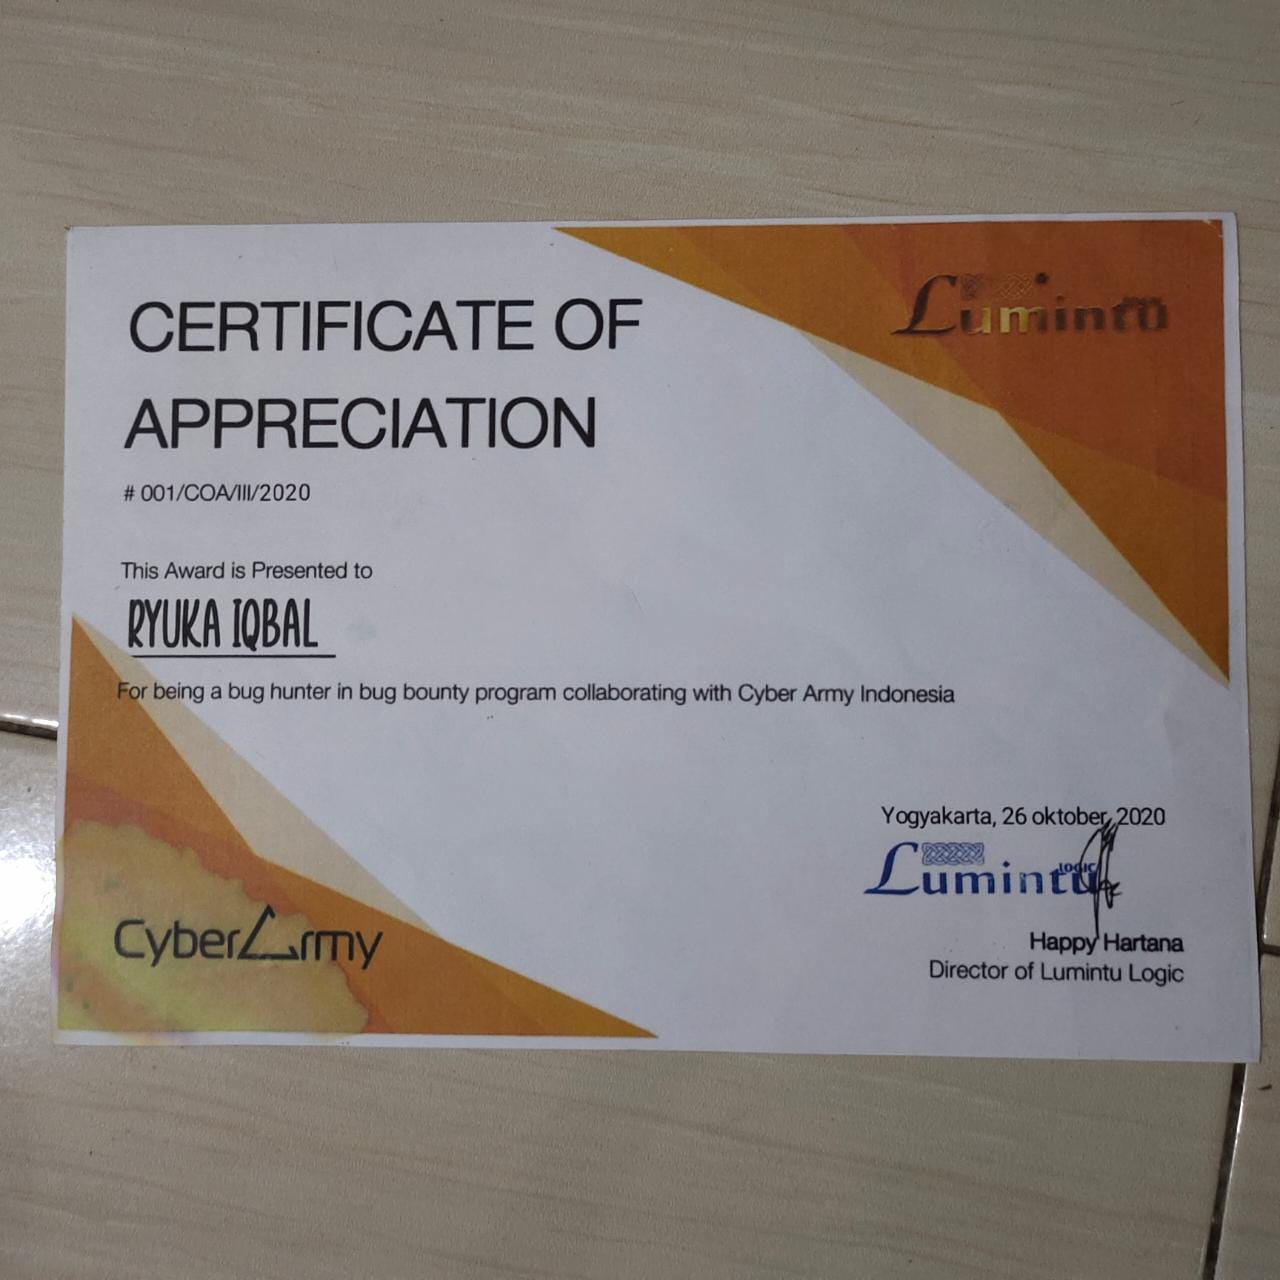 Lumintu
CERTIFICATE OF
APPRECIATION
# 001/COA/III/2020
This Award is Presented to
RYUKA IQBAL
For being a bug hunter in bug bounty program collaborating with Cyber Army Indonesia
Yogyakarta, 26 oktober, 2020
Lumintu LOGIC
Happy Hartana
Director of Lumintu Logic
CyberArmy